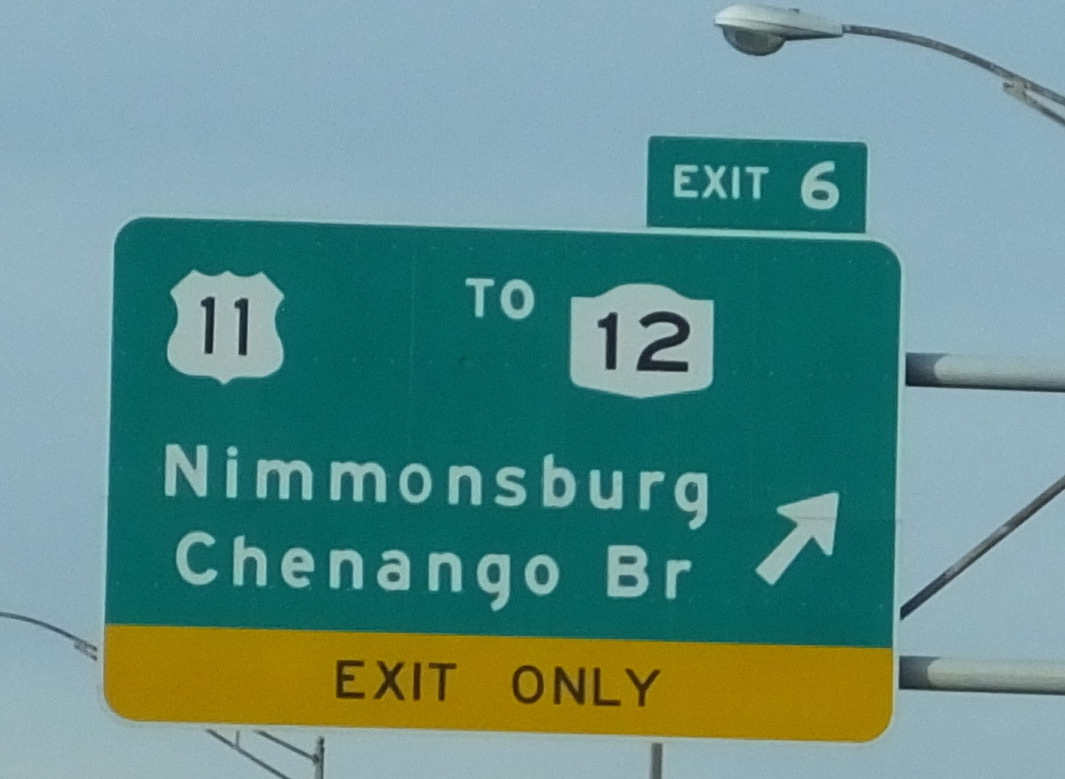 EXIT 6
11 TO 12
Nimmonsburg
Chenango Br
EXIT ONLY